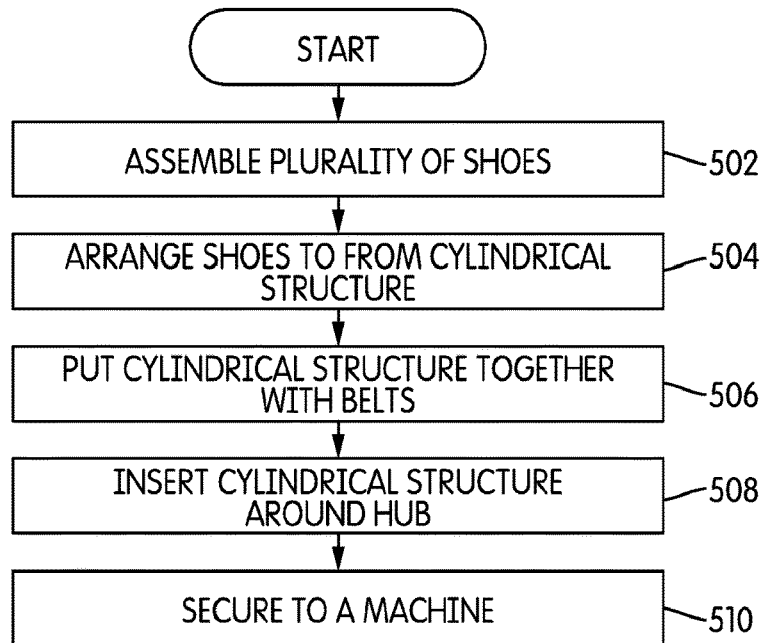 START
ASSEMBLE PLURALITY OF SHOES
502
ARRANGE SHOES TO FROM CYLINDRICAL
STRUCTURE
504
PUT CYLINDRICAL STRUCTURE TOGETHER
WITH BELTS
506
INSERT CYLINDRICAL STRUCTURE
AROUND HUB
508
SECURE TO A MACHINE
510